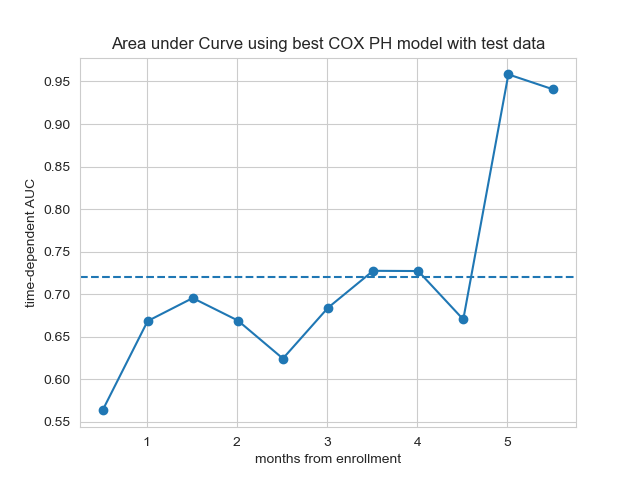 Area under Curve using best COX PH model with test data
time-dependent AUC
0.95
0.90
0.85
0.80
0.75
0.70
0.65
0.60
0.55
1 2 3 4 5
months from enrollment